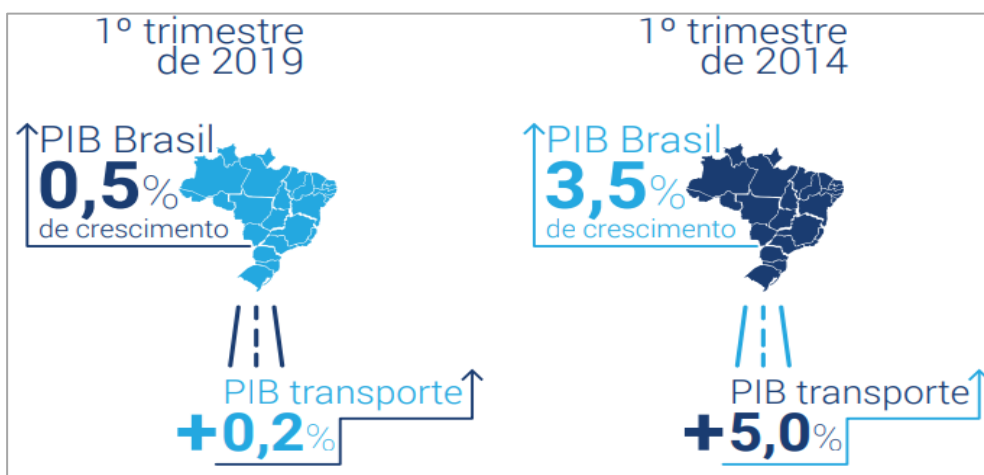 1º trimestre
de 2019
PIB Brasil
0,5%
de crescimento
PIB transporte
+0,2%
1º trimestre
de 2014
PIB Brasil
3,5%
de crescimento
PIB transporte
+5,0%